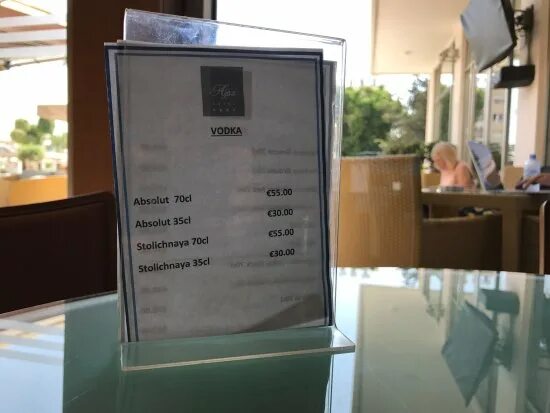 VODKA
Absolut 70cl €55.00
Absolut 35cl €30.00
Stolichnaya 70cl €55.00
Stolichnaya 35cl €30.00